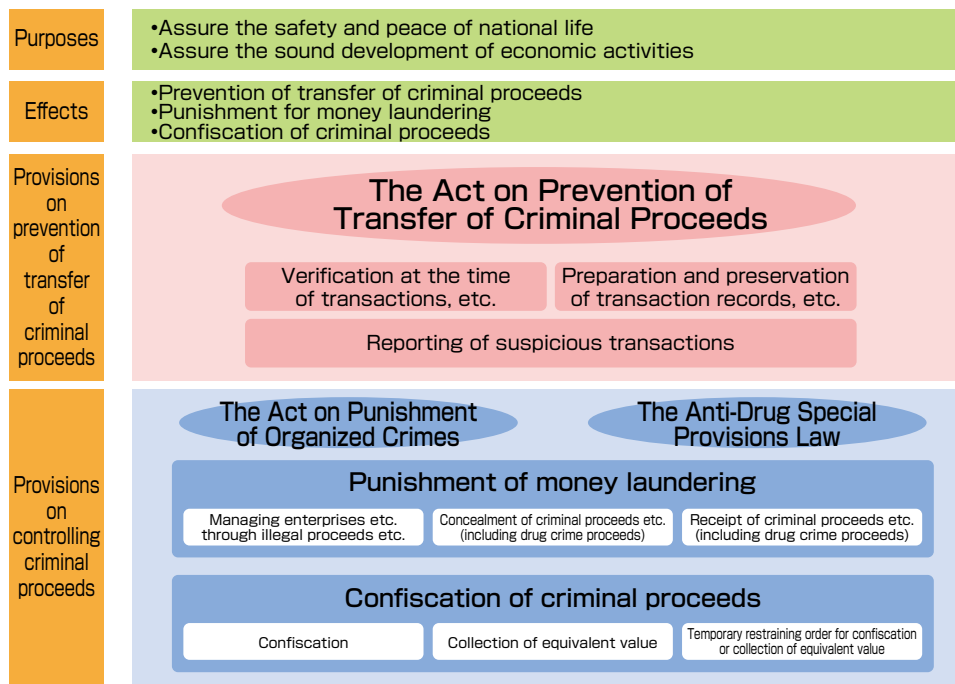 Purposes
•Assure the safety and peace of national life
•Assure the sound development of economic activities
Effects
•Prevention of transfer of criminal proceeds
•Punishment for money laundering
•Confiscation of criminal proceeds
Provisions
on
prevention
of
transfer
of
criminal
proceeds
The Act on Prevention of
Transfer of Criminal Proceeds
Verification at the time
of transactions, etc.
Preparation and preservation
of transaction records, etc.
Reporting of suspicious transactions
Provisions
on
controlling
criminal
proceeds
The Act on Punishment
of Organized Crimes
The Anti-Drug Special
Provisions Law
Punishment of money laundering
Managing enterprises etc.
through illegal proceeds etc.
Concealment of criminal proceeds etc.
(including drug crime proceeds)
Receipt of criminal proceeds etc.
(including drug crime proceeds)
Confiscation of criminal proceeds
Confiscation
Collection of equivalent value
Temporary restraining order for confiscation
or collection of equivalent value